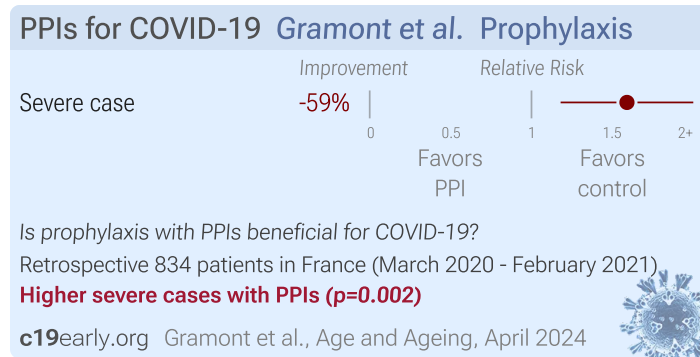 PPIs for COVID-19 Gramont et al. Prophylaxis
Improvement Relative Risk
Severe case -59%
0 0.5 1 1.5 2+
Favors PPI Favors control
Is prophylaxis with PPIs beneficial for COVID-19?
Retrospective 834 patients in France (March 2020 - February 2021)
Higher severe cases with PPIs (p=0.002)
c19early.org Gramont et al., Age and Ageing, April 2024